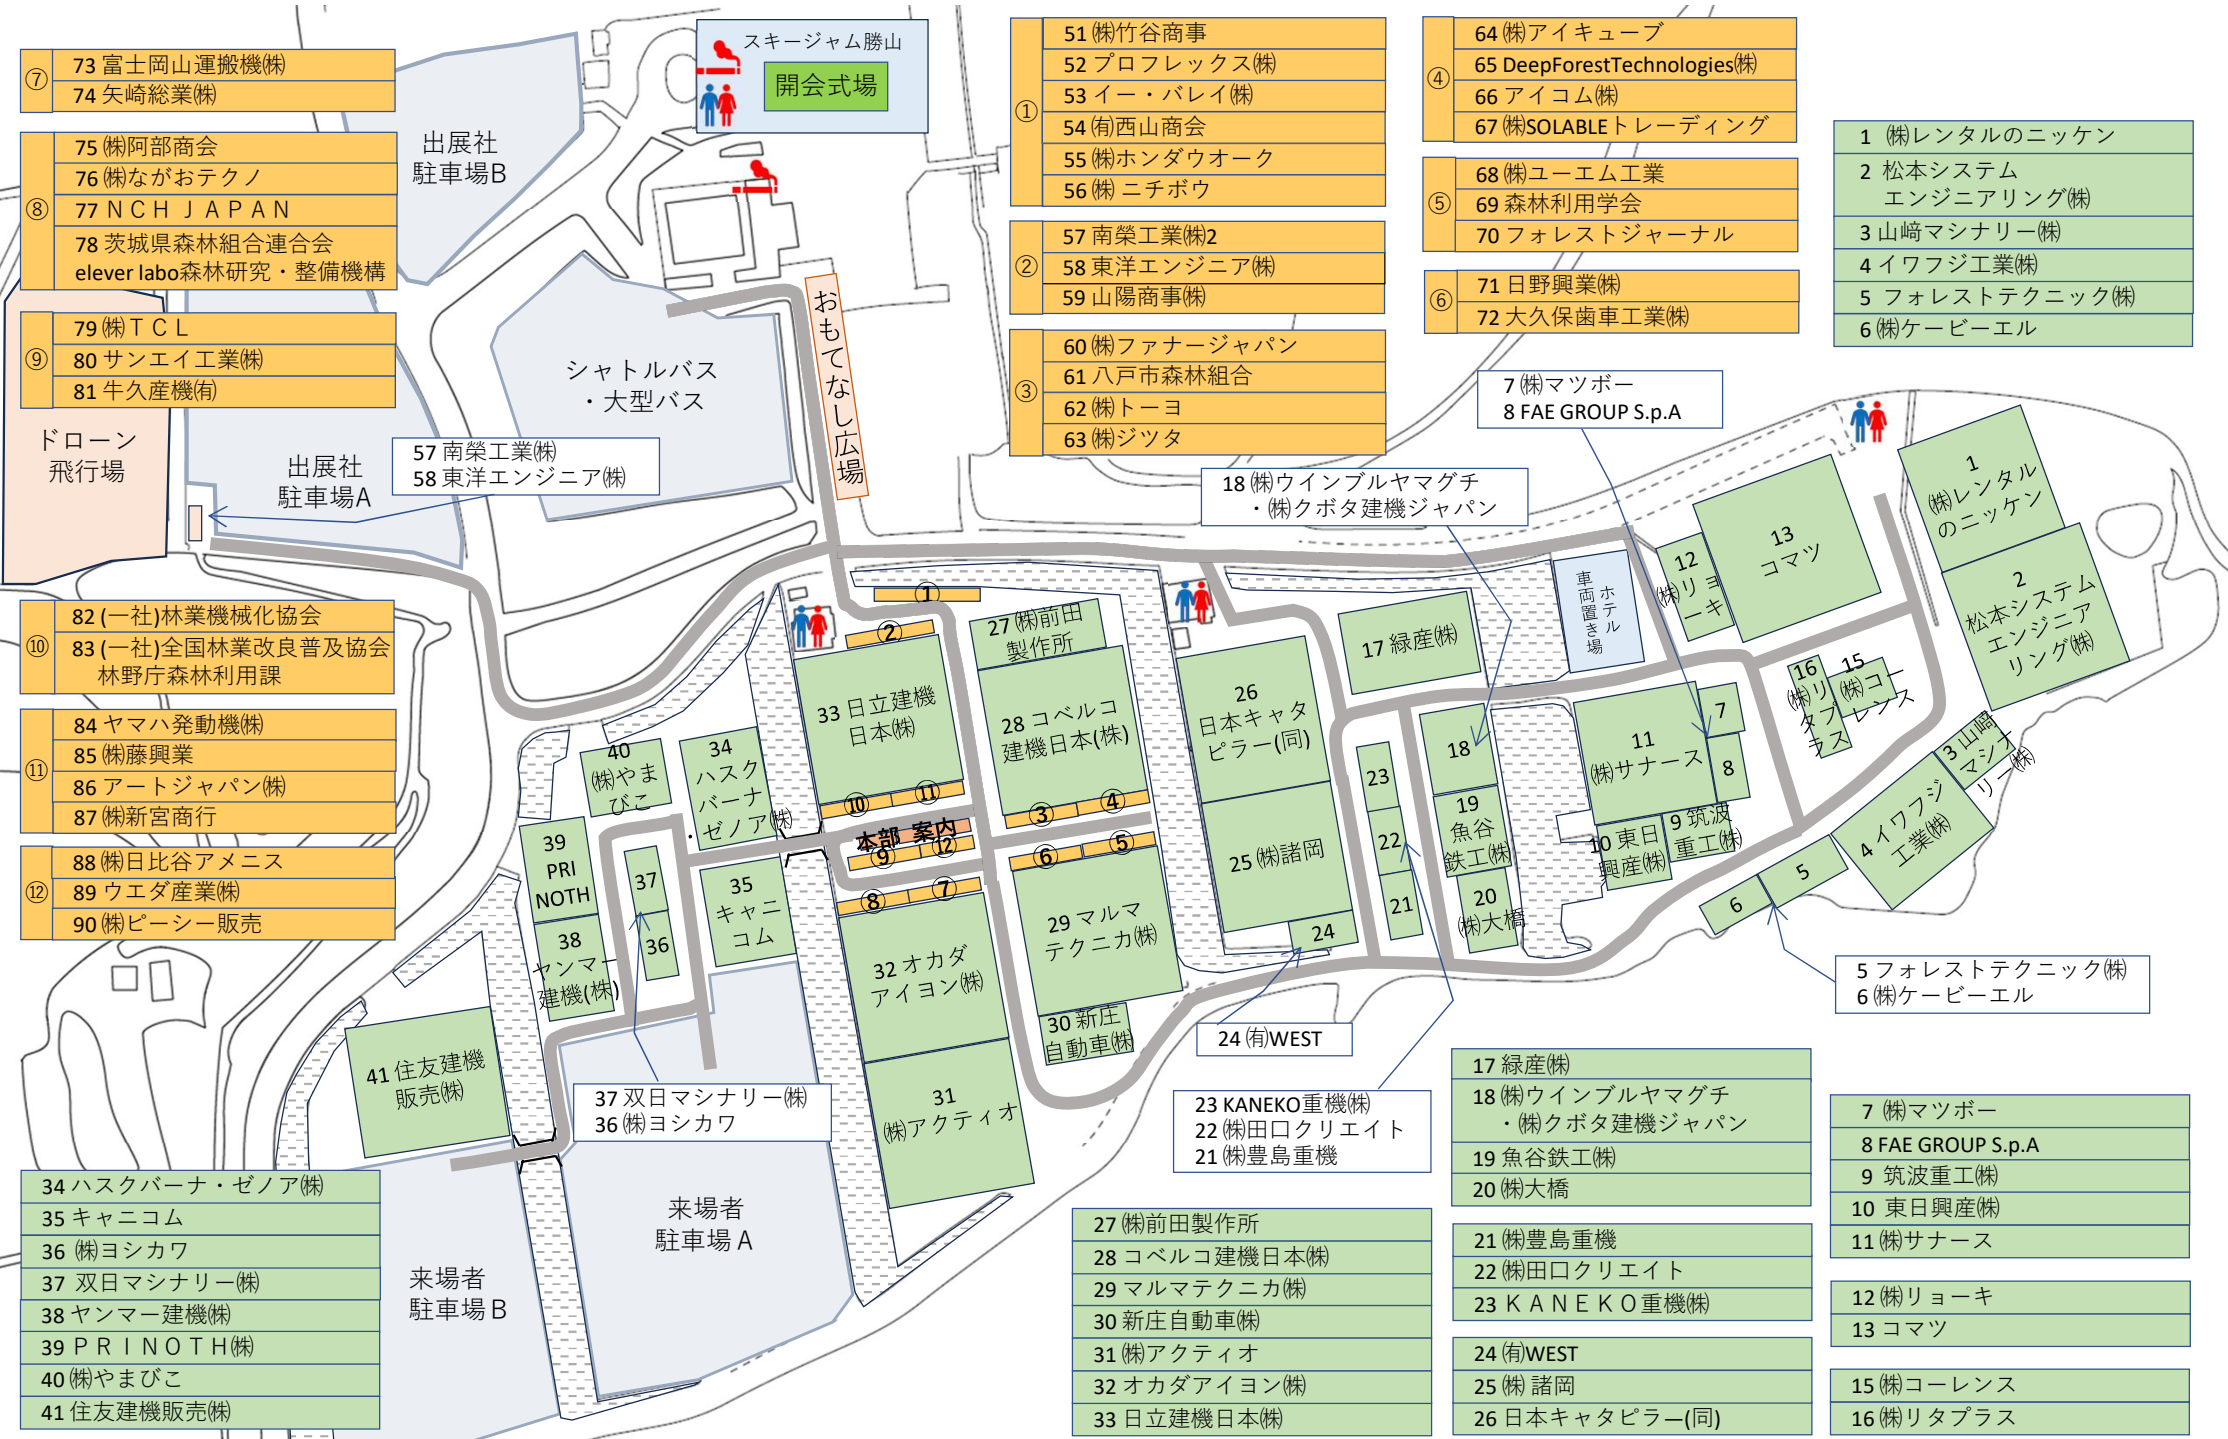 ⑦
73 富士岡山運搬機㈱
74 矢崎総業㈱
⑧
75 ㈱阿部商会
76 ㈱ながおテクノ
77 ＮＣＨ ＪＡＰＡＮ
78 茨城県森林組合連合会
elever labo森林研究・整備機構
⑨
79 ㈱ＴＣＬ
80 サンエイ工業㈱
81 牛久産機㈲
ドローン
飛行場
出展社
駐車場B
出展社
駐車場A
57 南榮工業㈱
58 東洋エンジニア㈱
シャトルバス
・大型バス
おもてなし広場
スキージャム勝山
開会式場
①
51 ㈱竹谷商事
52 プロフレックス㈱
53 イー・バレイ㈱
54 ㈲西山商会
55 ㈱ホンダウオーク
56 ㈱ ニチボウ
②
57 南榮工業㈱2
58 東洋エンジニア㈱
59 山陽商事㈱
③
60 ㈱ファナージャパン
61 八戸市森林組合
62 ㈱トーヨ
63 ㈱ジツタ
④
64 ㈱アイキューブ
65 DeepForestTechnologies㈱
66 アイコム㈱
67 ㈱SOLABLEトレーディング
⑤
68 ㈱ユーエム工業
69 森林利用学会
70 フォレストジャーナル
⑥
71 日野興業㈱
72 大久保歯車工業㈱
1 ㈱レンタルのニッケン
2 松本システム
エンジニアリング㈱
3 山﨑マシナリー㈱
4 イワフジ工業㈱
5 フォレストテクニック㈱
6 ㈱ケービーエル
7 ㈱マツボー
8 FAE GROUP S.p.A
18 ㈱ウインブルヤマグチ
・㈱クボタ建機ジャパン
⑩
82 (一社)林業機械化協会
83 (一社)全国林業改良普及協会
林野庁森林利用課
⑪
84 ヤマハ発動機㈱
85 ㈱藤興業
86 アートジャパン㈱
87 ㈱新宮商行
⑫
88 ㈱日比谷アメニス
89 ウエダ産業㈱
90 ㈱ピーシー販売
1
㈱レンタル
のニッケン
2
松本システム
エンジニア
リング㈱
13
コマツ
12
㈱リョ
ーキ
車両置き場
ホテル
17 緑産㈱
16
㈱リ
タプ
ラス
15
㈱コー
レンス
3 山﨑
マシナ
リー㈱
4 イワフジ
工業㈱
5
6
7
8
11
㈱サナース
9 筑波
重工㈱
10 東日
興産㈱
18
19
魚谷
鉄工㈱
20
㈱大橋
23
22
21
26
日本キャタ
ピラー(同)
25 ㈱諸岡
24
①
②
27 ㈱前田
製作所
28 コベルコ
建機日本(株)
③
④
⑥
⑤
29 マルマ
テクニカ㈱
30 新庄
自動車㈱
33 日立建機
日本㈱
⑩
⑪
本部 案内
⑨
⑫
⑧
⑦
32 オカダ
アイヨン㈱
31
㈱アクティオ
34
ハスク
バーナ
・ゼノア㈱
35
キャニ
コム
40
㈱やま
びこ
39
PRI
NOTH
38
ヤンマー
建機(株)
37
36
41 住友建機
販売㈱
37 双日マシナリー㈱
36 ㈱ヨシカワ
24 ㈲WEST
23 KANEKO重機㈱
22 ㈱田口クリエイト
21 ㈱豊島重機
5 フォレストテクニック㈱
6 ㈱ケービーエル
来場者
駐車場Ａ
来場者
駐車場Ｂ
34 ハスクバーナ・ゼノア㈱
35 キャニコム
36 ㈱ヨシカワ
37 双日マシナリー㈱
38 ヤンマー建機㈱
39 ＰＲＩＮＯＴＨ㈱
40 ㈱やまびこ
41 住友建機販売㈱
27 ㈱前田製作所
28 コベルコ建機日本㈱
29 マルマテクニカ㈱
30 新庄自動車㈱
31 ㈱アクティオ
32 オカダアイヨン㈱
33 日立建機日本㈱
17 緑産㈱
18 ㈱ウインブルヤマグチ
・㈱クボタ建機ジャパン
19 魚谷鉄工㈱
20 ㈱大橋
21 ㈱豊島重機
22 ㈱田口クリエイト
23 ＫＡＮＥＫＯ重機㈱
24 ㈲WEST
25 ㈱ 諸岡
26 日本キャタピラー(同)
7 ㈱マツボー
8 FAE GROUP S.p.A
9 筑波重工㈱
10 東日興産㈱
11 ㈱サナース
12 ㈱リョーキ
13 コマツ
15 ㈱コーレンス
16 ㈱リタプラス